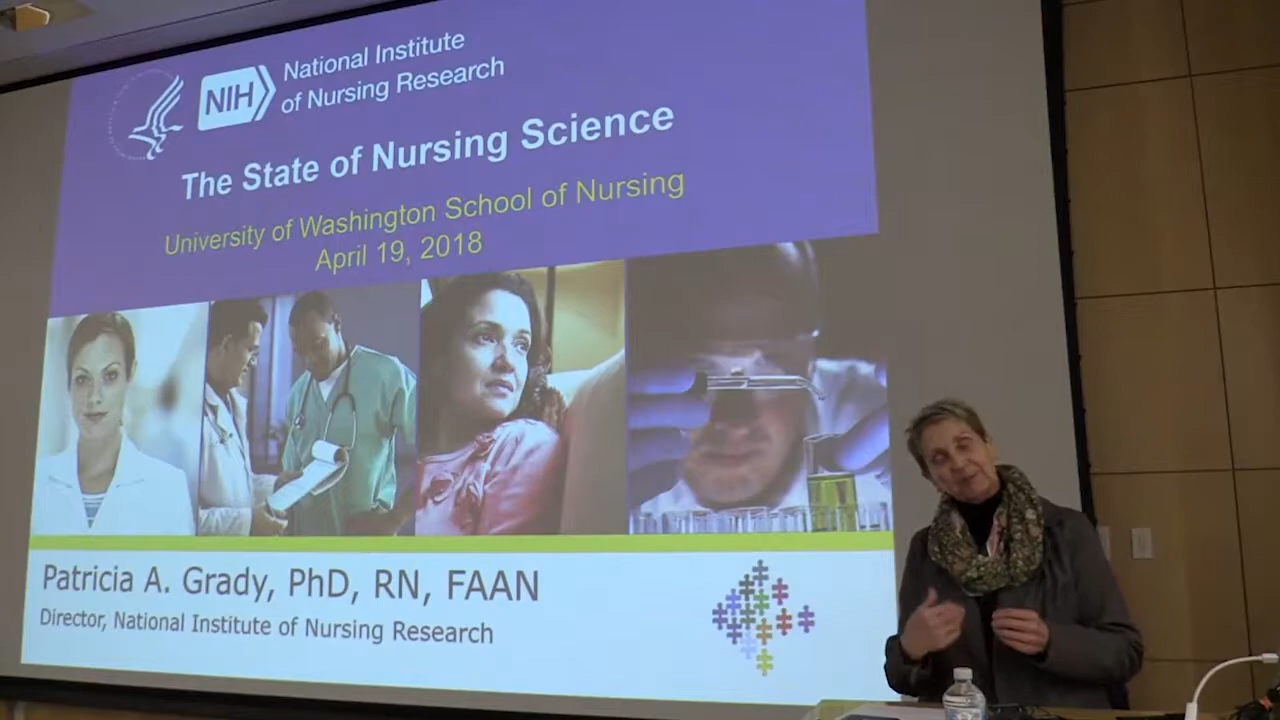 NIH
National Institute
of Nursing Research
The State of Nursing Science
University of Washington School of Nursing
April 19, 2018
Patricia A. Grady, PhD, RN, FAAN
Director, National Institute of Nursing Research